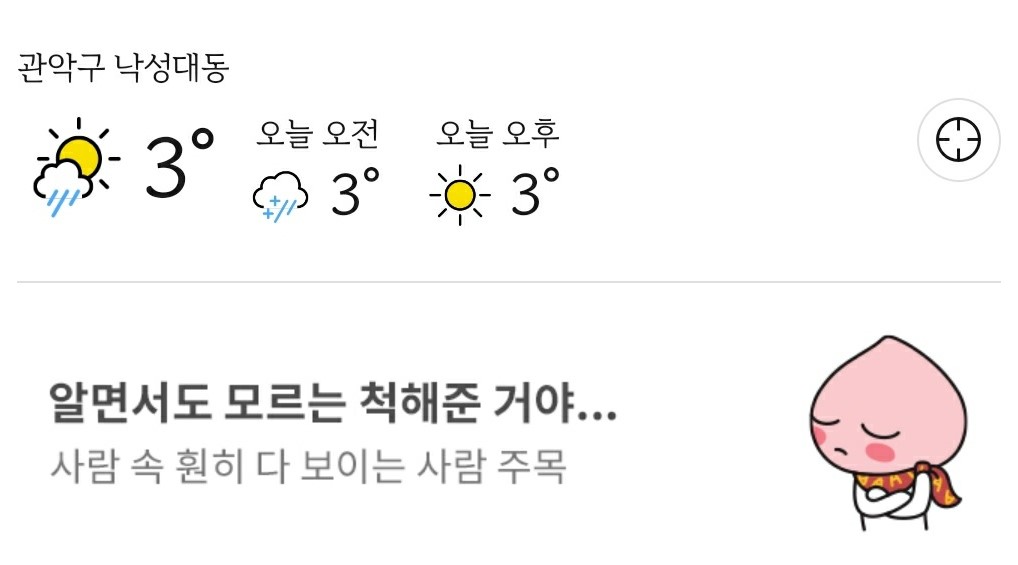 관악구 낙성대동
3°
오늘 오전
3°
오늘 오후
3°
알면서도 모르는 척해준 거야...
사람 속 훤히 다 보이는 사람 주목